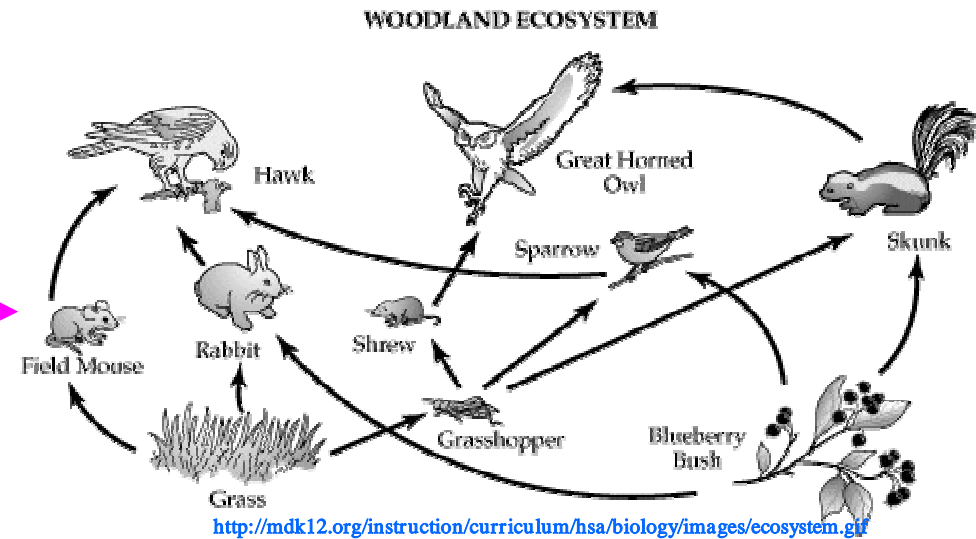 WOODLAND ECOSYSTEM
Hawk
Great Horned
Owl
Sparrow
Skunk
Field Mouse
Rabbit
Shrew
Grasshopper
Blueberry
Bush
Grass
http://mdk12.org/instruction/curriculum/hsa/biology/images/ecosystem.gif